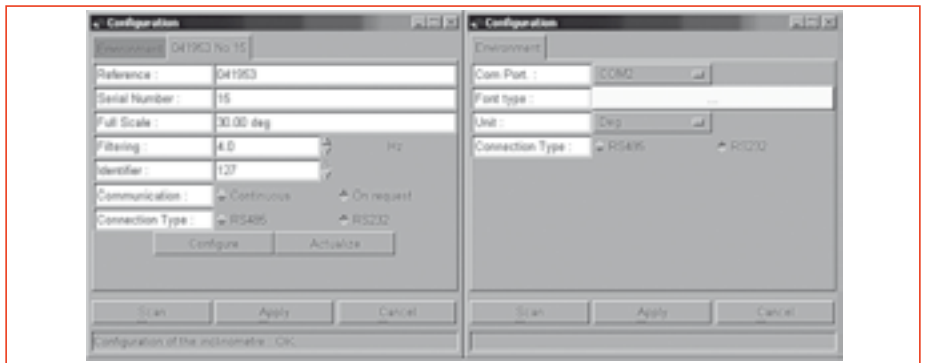 Configuration
Environment 041953 No 15
Reference : 041953
Serial Number : 15
Full Scale : 30.00 deg
Filtering : 4.0 Hz
Identifier : 127
Communication : Continuous On request
Connection Type : RS485 RS232
Configure Actualize
Scan Apply Cancel
Configuration of the inclinometre : OK
Configuration
Environment
Com Port. : COM2
Font type : ...
Unit : Deg
Connection Type : RS485 RS232
Scan Apply Cancel